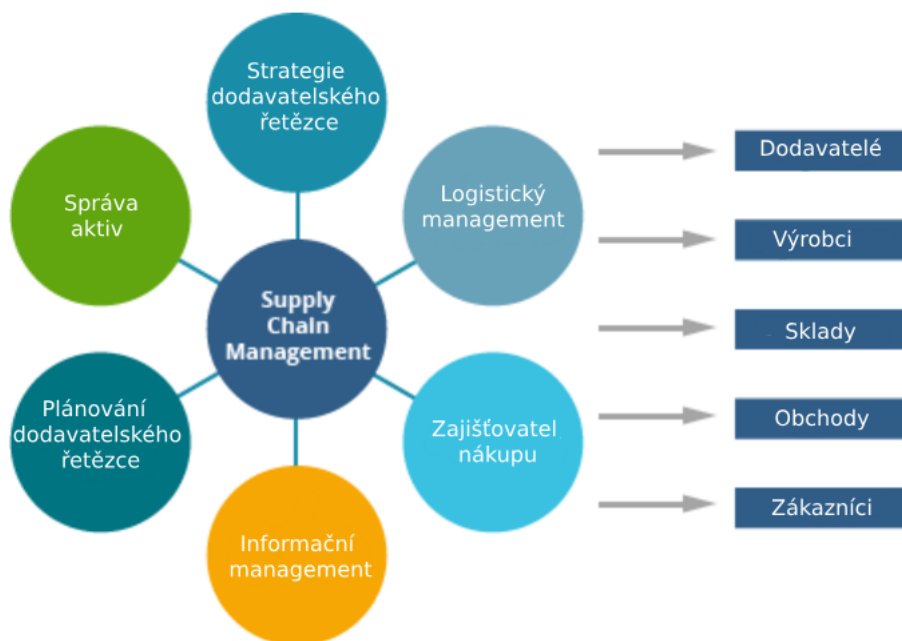 Strategie
dodavatelského
řetězce
Správa
aktiv
Logistický
management
Supply
Chain
Management
Plánování
dodavatelského
řetězce
Zajišťovatel
nákupu
Informační
management
Dodavatelé
Výrobci
Sklady
Obchody
Zákazníci